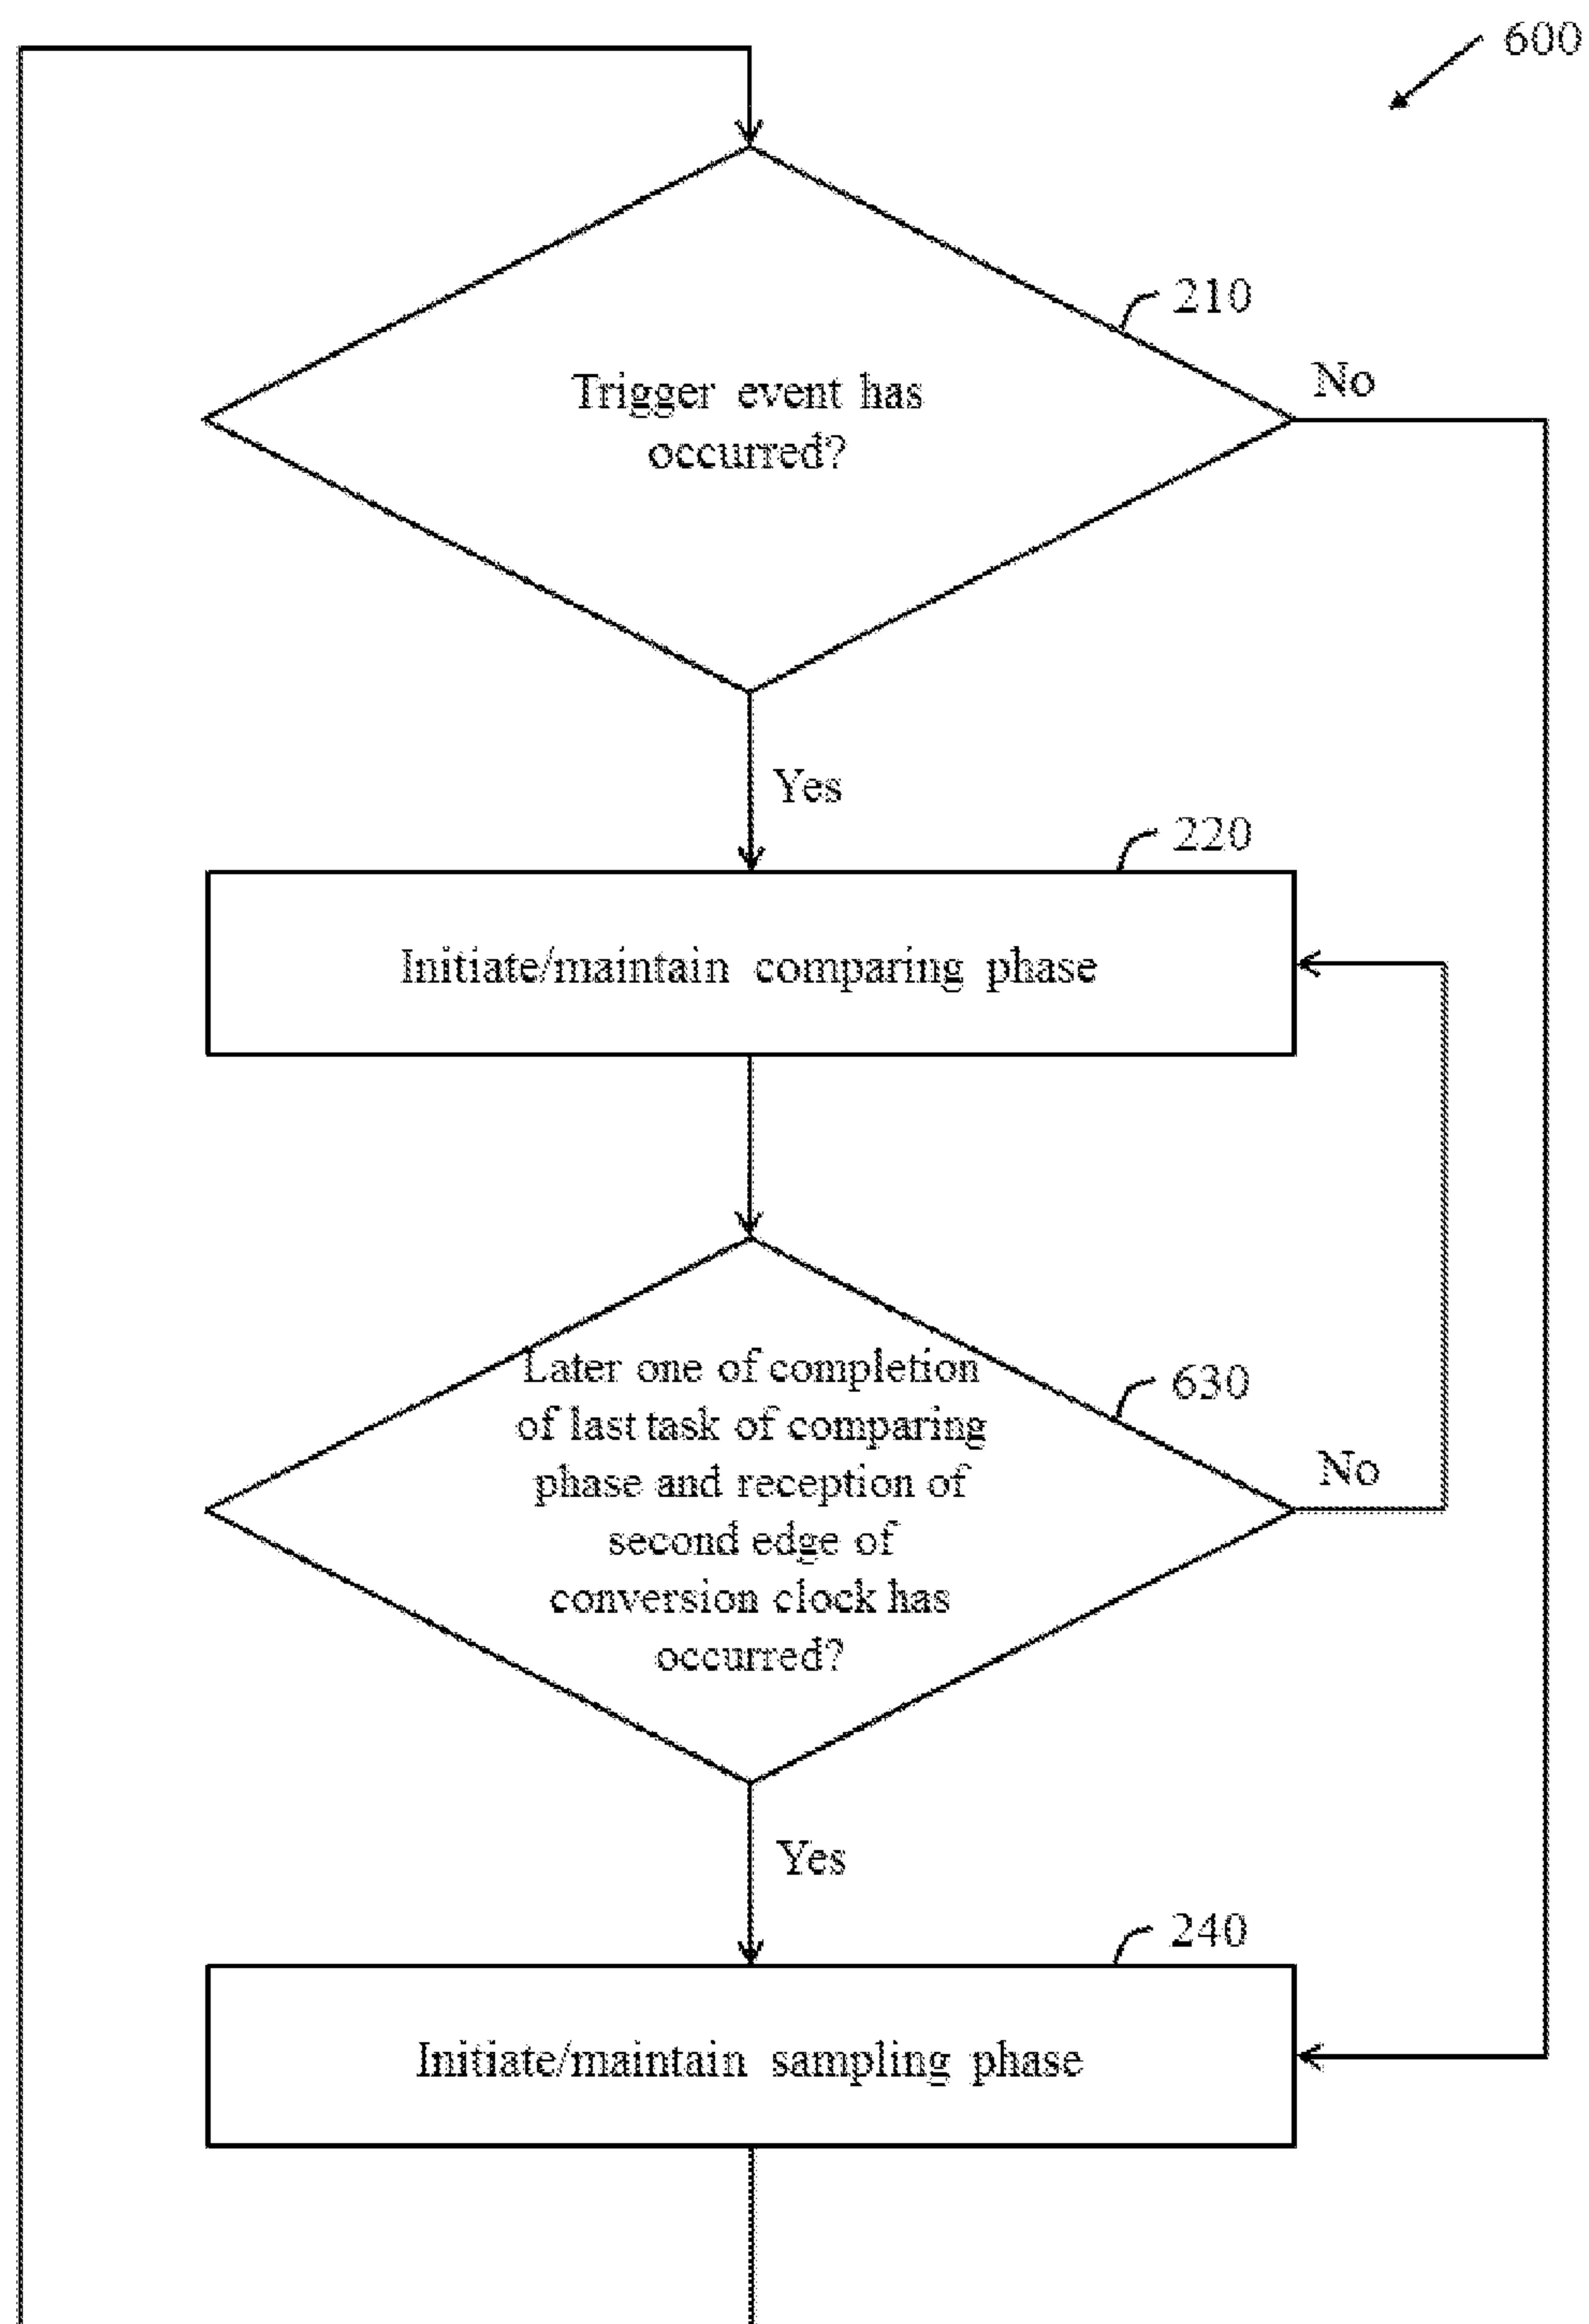 600
210
Trigger event has
occurred?
No
Yes
220
Initiate/maintain comparing phase
Later one of completion
of last task of comparing
phase and reception of
second edge of
conversion clock has
occurred?
630
No
Yes
240
Initiate/maintain sampling phase